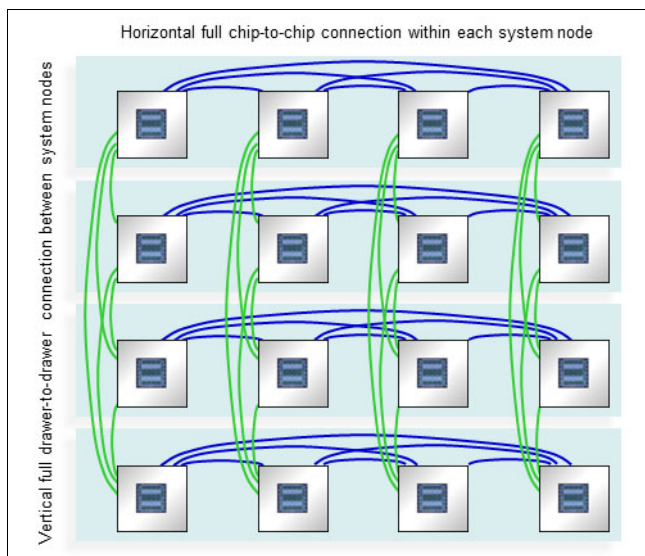 Horizontal full chip-to-chip connection within each system node
Vertical full drawer-to-drawer connection between system nodes